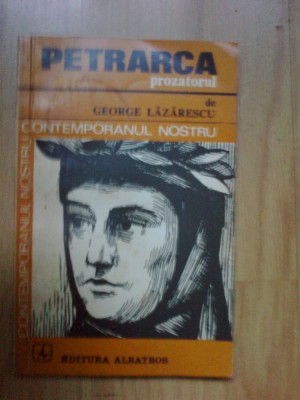 PETRARCA
prozatorul
de
GEORGE LĂZĂRESCU
CONTEMPORANUL NOSTRU
CONTEMPORANUL NOSTRU
EDITURA ALBATROS